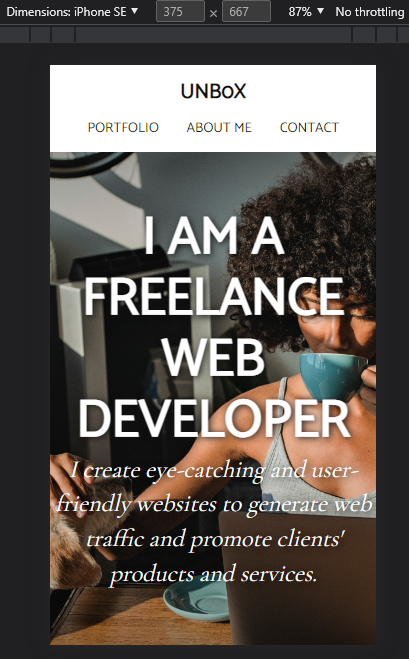 Dimensions: iPhone SE ▼ 375 × 667 87% ▼ No throttling
UNBoX
PORTFOLIO ABOUT ME CONTACT
I AM A
FREELANCE
WEB
DEVELOPER
I create eye-catching and user-
friendly websites to generate web
traffic and promote clients'
products and services.